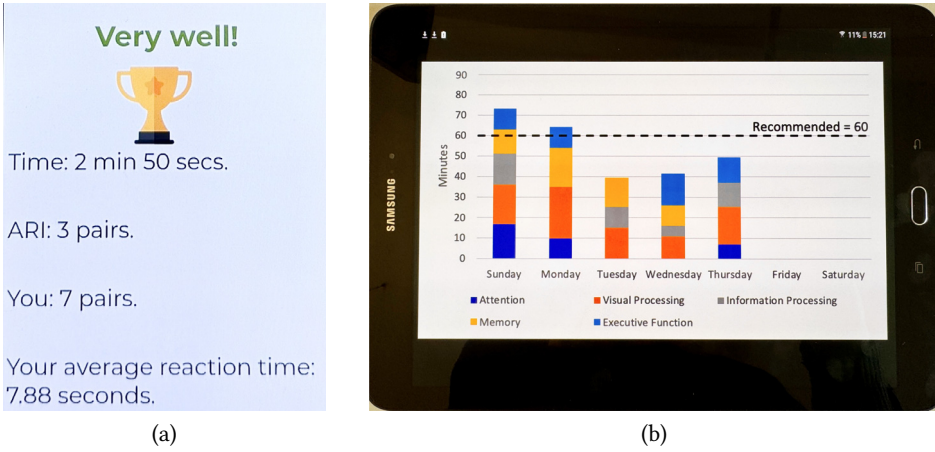 Very well!
Time: 2 min 50 secs.
ARI: 3 pairs.
You: 7 pairs.
Your average reaction time:
7.88 seconds.
(a)
11% 15:21
SAMSUNG
Minutes
90
80
70
60
50
40
30
20
10
0
Recommended = 60
Sunday Monday Tuesday Wednesday Thursday Friday Saturday
Attention Visual Processing Information Processing
Memory Executive Function
(b)